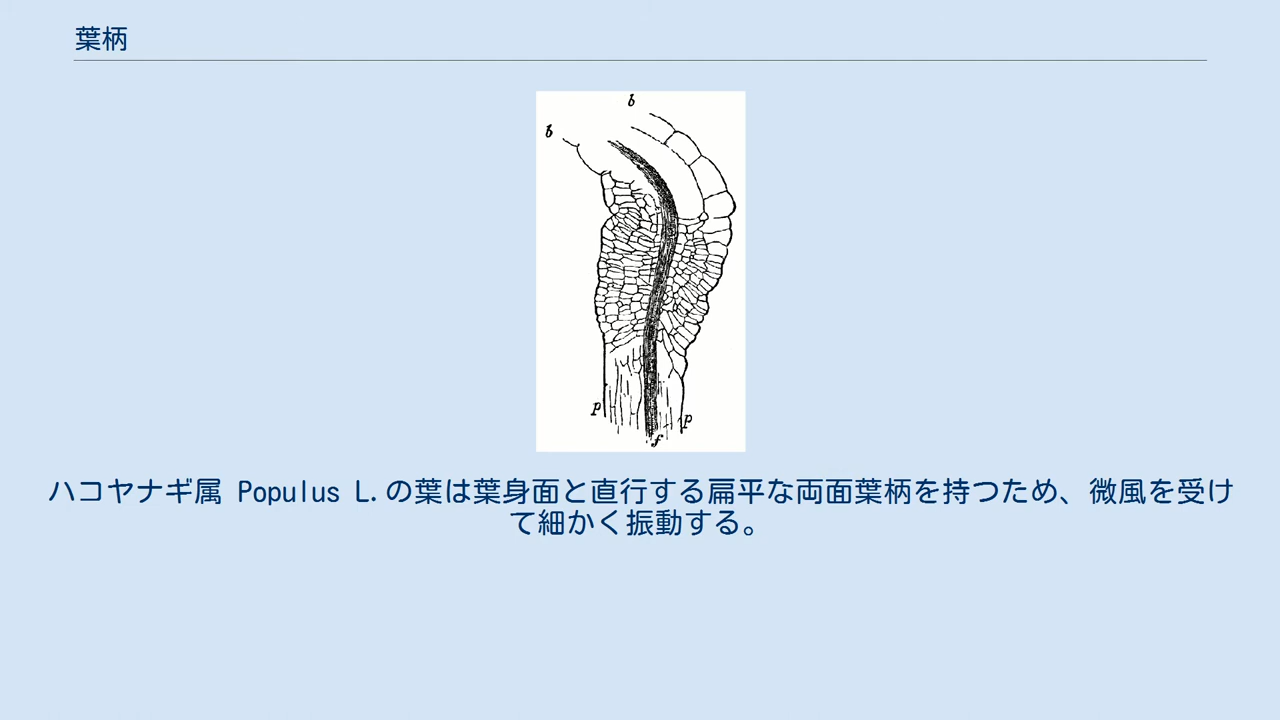 葉柄
b
b
p
p
f
ハコヤナギ属 Populus L.の葉は葉身面と直行する扁平な両面葉柄を持つため、微風を受け
て細かく振動する。